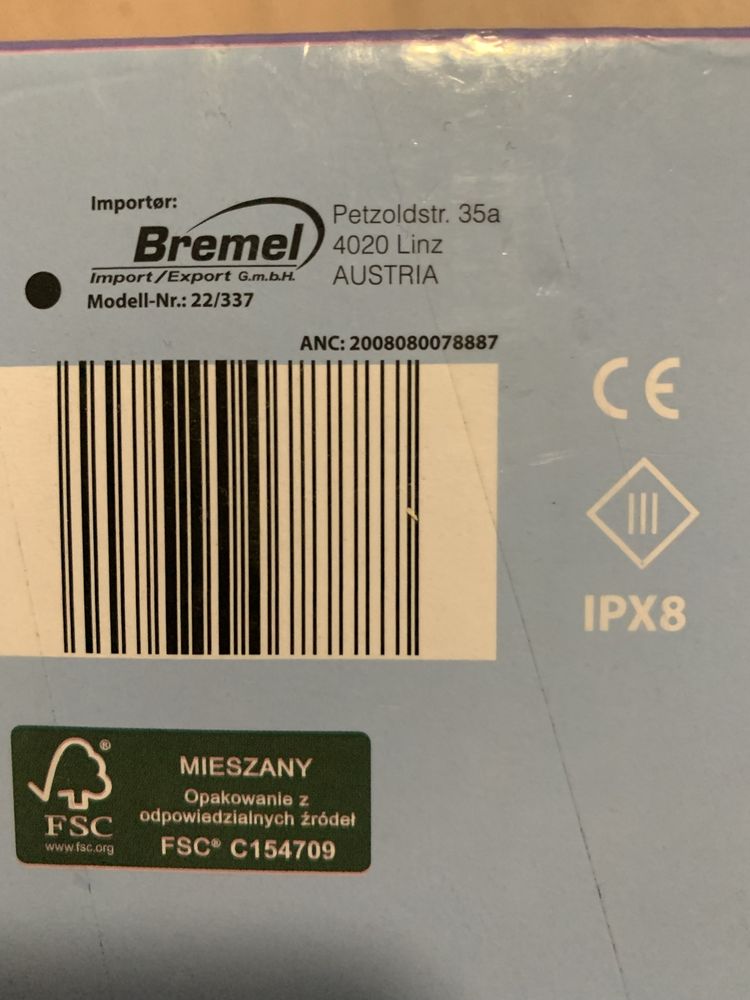 Importør:
Bremel
Import/Export G.m.b.H.
Petzoldstr. 35a
4020 Linz
AUSTRIA
Modell-Nr.: 22/337
ANC: 2008080078887
CE
III
IPX8
FSC®
www.fsc.org
MIESZANY
Opakowanie z
odpowiedzialnych źródeł
FSC® C154709